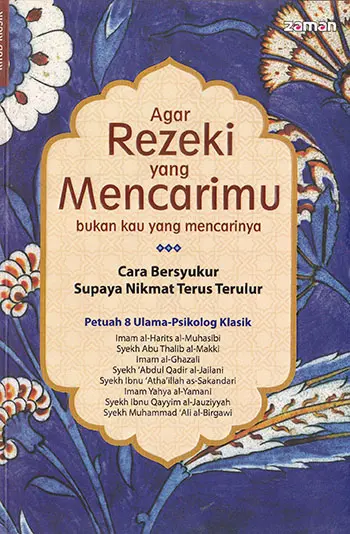 zaman
Agar
Rezeki
yang
Mencarimu
bukan kau yang mencarinya
Cara Bersyukur
Supaya Nikmat Terus Terulur
Petuah 8 Ulama-Psikolog Klasik
Imam al-Harits al-Muhasibi
Syekh Abu Thalib al-Makki
Imam al-Ghazali
Syekh 'Abdul Qadir al-Jailani
Syekh Ibnu 'Atha'illah as-Sakandari
Imam Yahya al-Yamani
Syekh Ibnu Qayyim al-Jauziyyah
Syekh Muhammad 'Ali al-Birgawi